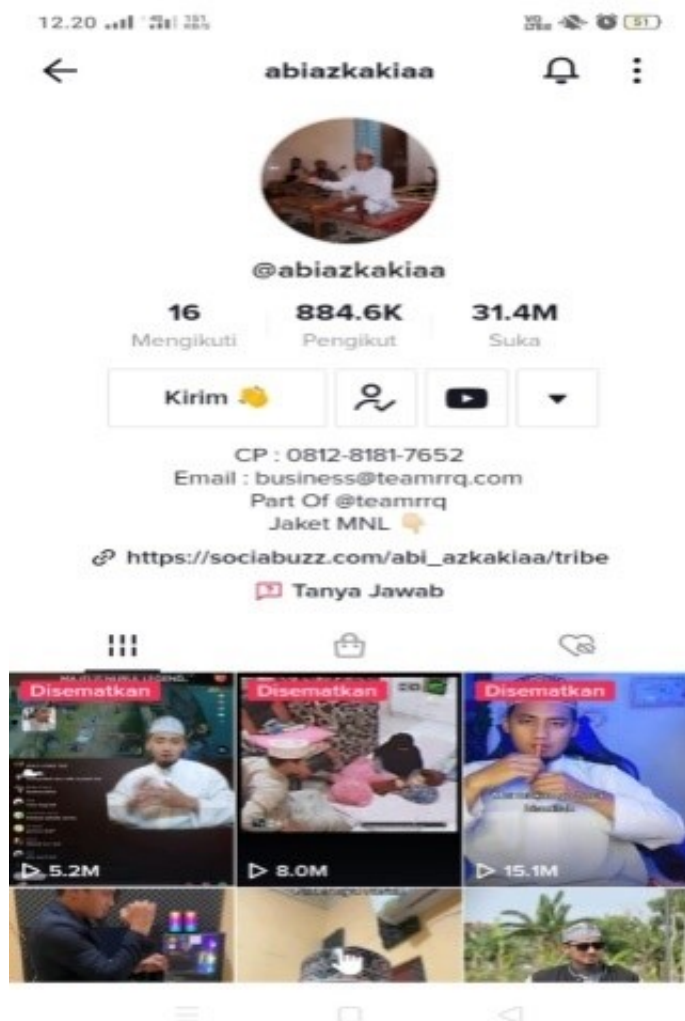 12.20
51
abiazkakiaa
@abiazkakiaa
16 884.6K 31.4M
Mengikuti Pengikut Suka
Kirim
CP : 0812-8181-7652
Email : business@teamrrq.com
Part Of @teamrrq
Jaket MNL
https://sociabuzz.com/abi_azkakiaa/tribe
Tanya Jawab
Disematkan Disematkan Disematkan
5.2M 8.0M 15.1M